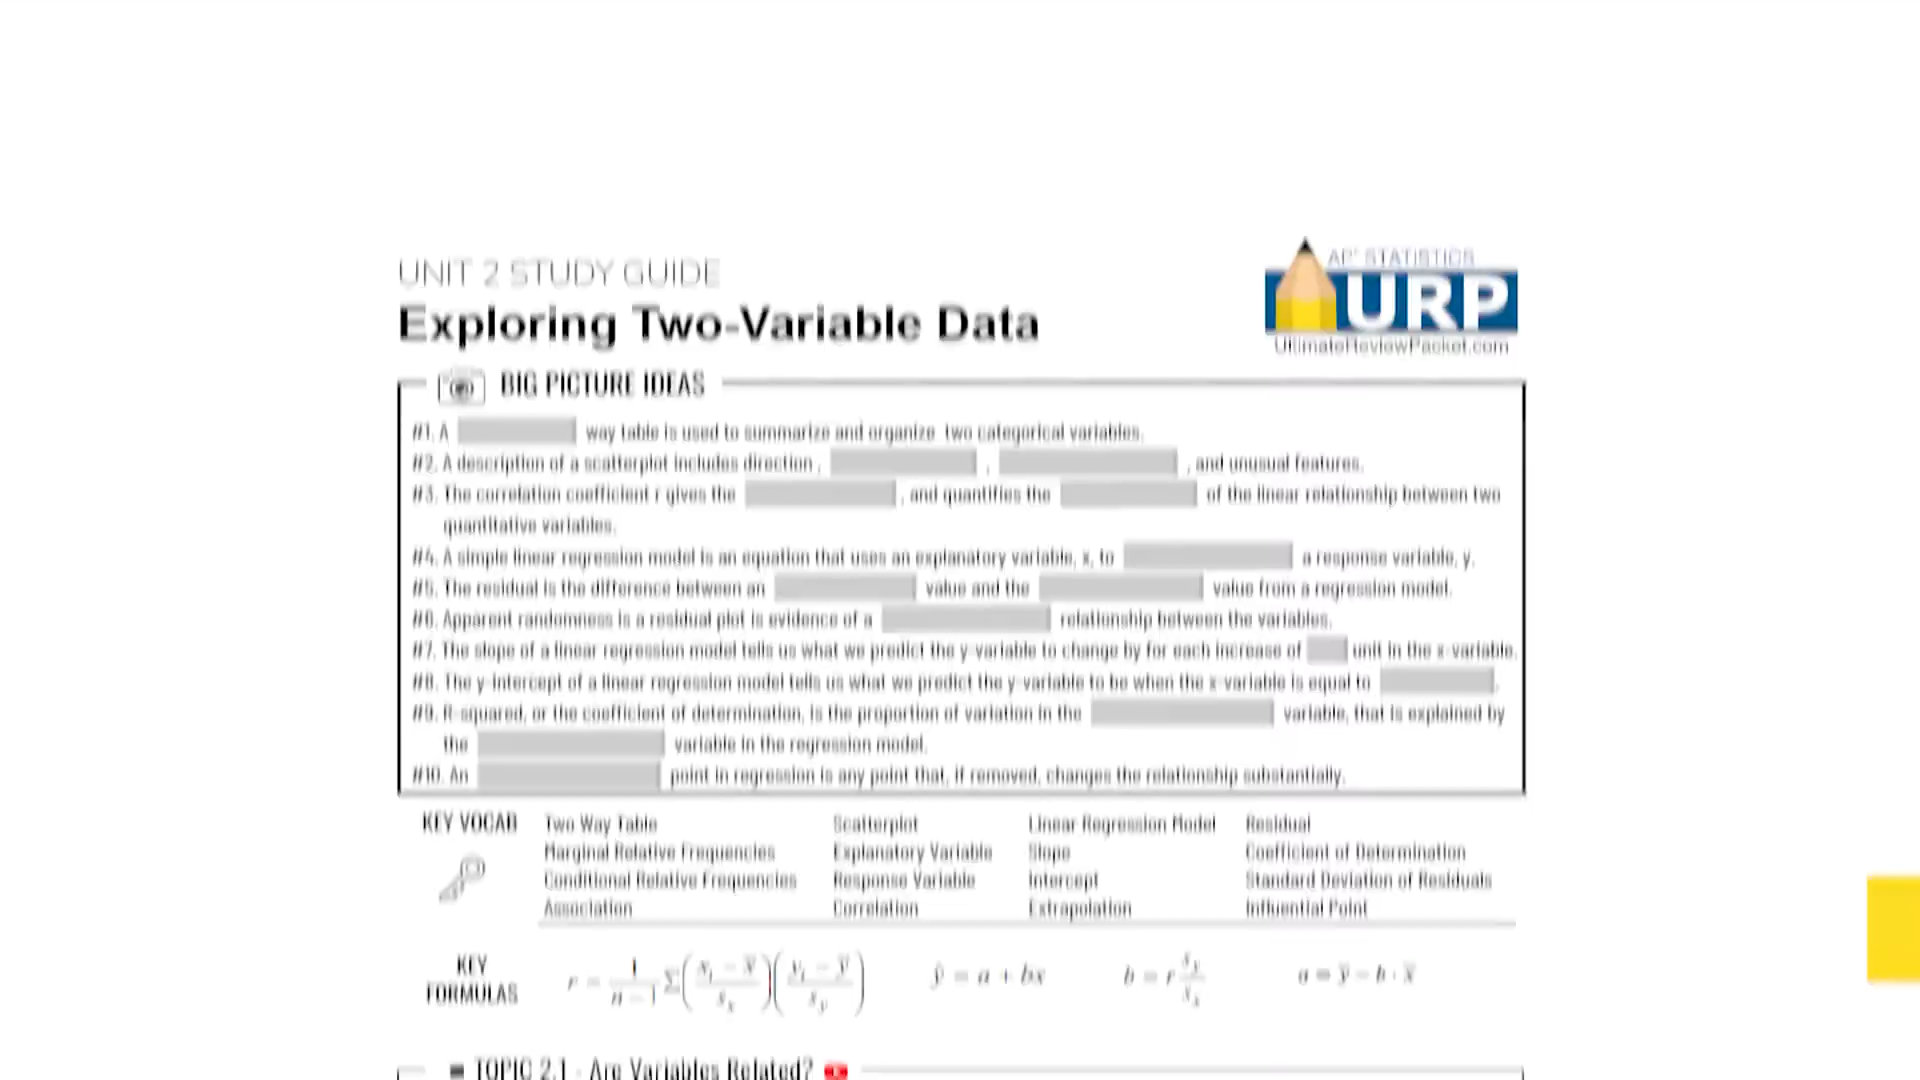 UNIT 2 STUDY GUIDE
Exploring Two-Variable Data
AP® STATISTICS
URP
UltimateReviewPacket.com
BIG PICTURE IDEAS
#1. A way table is used to summarize and organize two categorical variables.
#2. A description of a scatterplot includes direction, , , and unusual features.
#3. The correlation coefficient r gives the , and quantifies the of the linear relationship between two
quantitative variables.
#4. A simple linear regression model is an equation that uses an explanatory variable, x, to a response variable, y.
#5. The residual is the difference between an value and the value from a regression model.
#6. Apparent randomness is a residual plot is evidence of a relationship between the variables.
#7. The slope of a linear regression model tells us what we predict the y-variable to change by for each increase of unit in the x-variable.
#8. The y-intercept of a linear regression model tells us what we predict the y-variable to be when the x-variable is equal to .
#9. R-squared, or the coefficient of determination, is the proportion of variation in the variable, that is explained by
the variable in the regression model.
#10. An point in regression is any point that, if removed, changes the relationship substantially.
KEY VOCAB
Two Way Table Scatterplot Linear Regression Model Residual
Marginal Relative Frequencies Explanatory Variable Slope Coefficient of Determination
Conditional Relative Frequencies Response Variable Intercept Standard Deviation of Residuals
Association Correlation Extrapolation Influential Point
KEY FORMULAS
r = 1/(n − 1) Σ((xᵢ − x̄)/sₓ)((yᵢ − ȳ)/s_y) ŷ = a + bx b = r s_y/sₓ a = ȳ − b · x̄
TOPIC 2.1 - Are Variables Related?